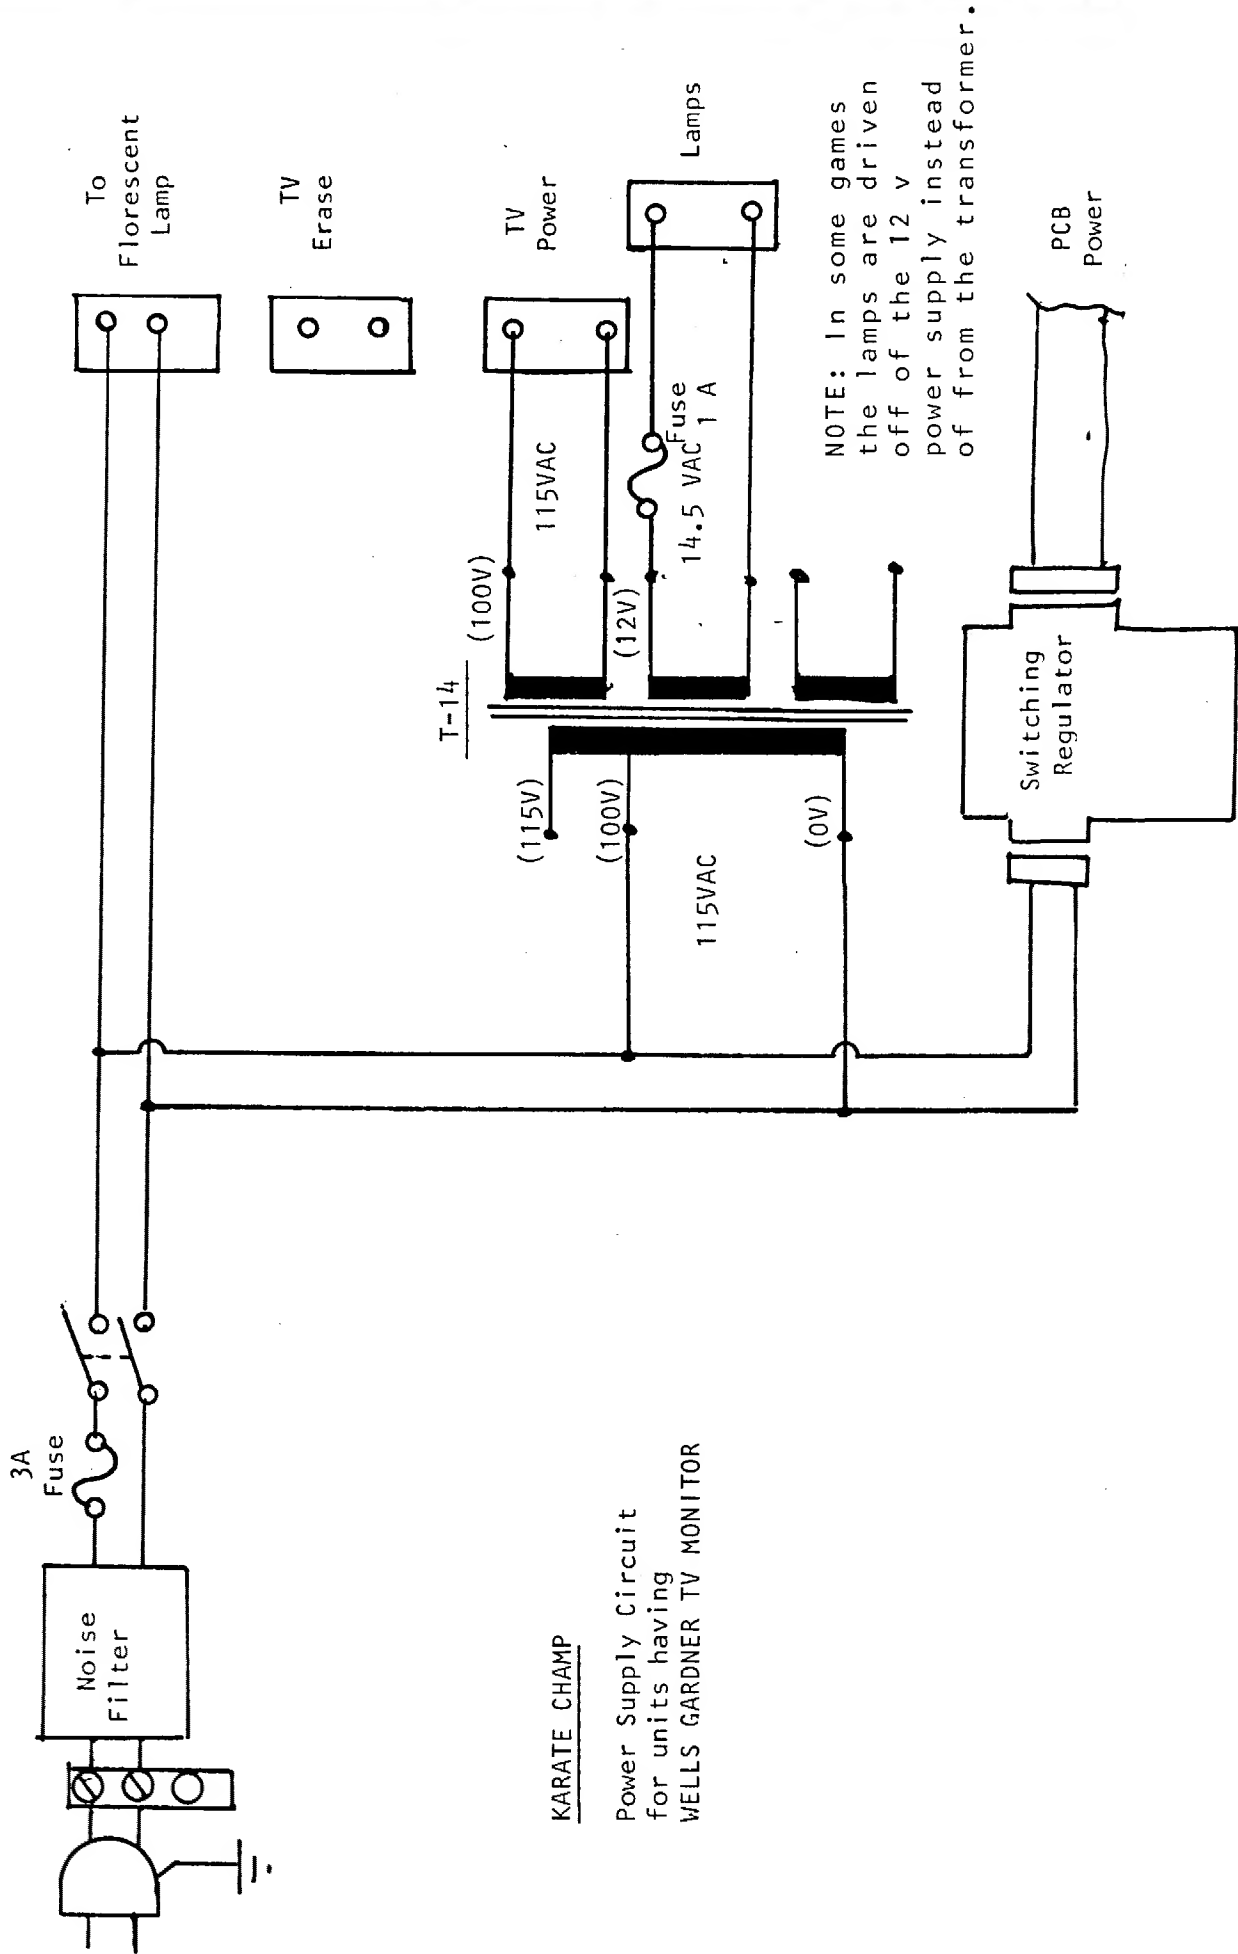 3A
Fuse
Noise
Filter
To
Florescent
Lamp
TV
Erase
TV
Power
Lamps
T-14
(115V)
(100V)
(0V)
115VAC
(100V)
115VAC
(12V)
Fuse
14.5 VAC 1 A
NOTE: In some games
the lamps are driven
off of the 12 v
power supply instead
of from the transformer.
Switching
Regulator
PCB
Power
KARATE CHAMP
Power Supply Circuit
for units having
WELLS GARDNER TV MONITOR